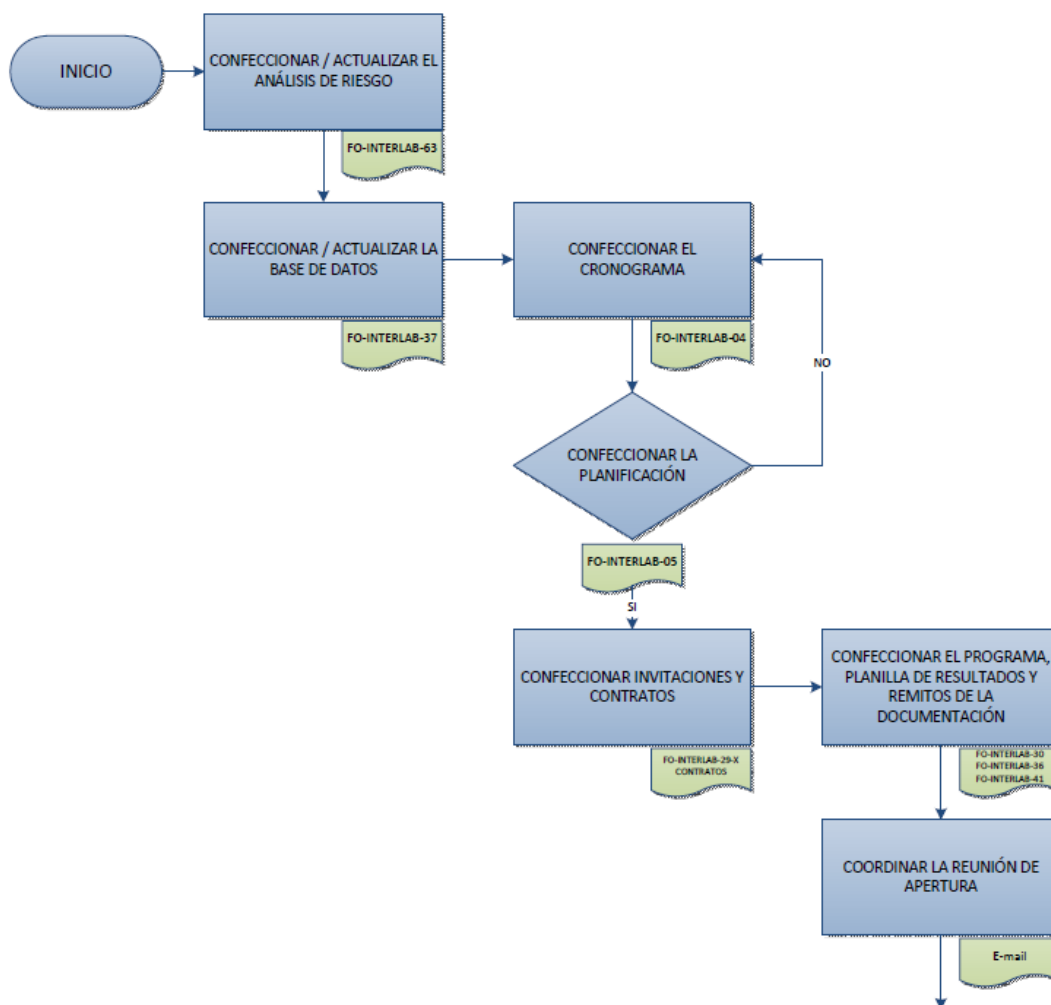 INICIO
CONFECCIONAR / ACTUALIZAR EL
ANÁLISIS DE RIESGO
FO-INTERLAB-63
CONFECCIONAR / ACTUALIZAR LA
BASE DE DATOS
FO-INTERLAB-37
CONFECCIONAR EL
CRONOGRAMA
FO-INTERLAB-04
NO
CONFECCIONAR LA
PLANIFICACIÓN
FO-INTERLAB-05
SI
CONFECCIONAR INVITACIONES Y
CONTRATOS
FO-INTERLAB-29-X
CONTRATOS
CONFECCIONAR EL PROGRAMA,
PLANILLA DE RESULTADOS Y
REMITOS DE LA
DOCUMENTACIÓN
FO-INTERLAB-30
FO-INTERLAB-36
FO-INTERLAB-41
COORDINAR LA REUNIÓN DE
APERTURA
E-mail